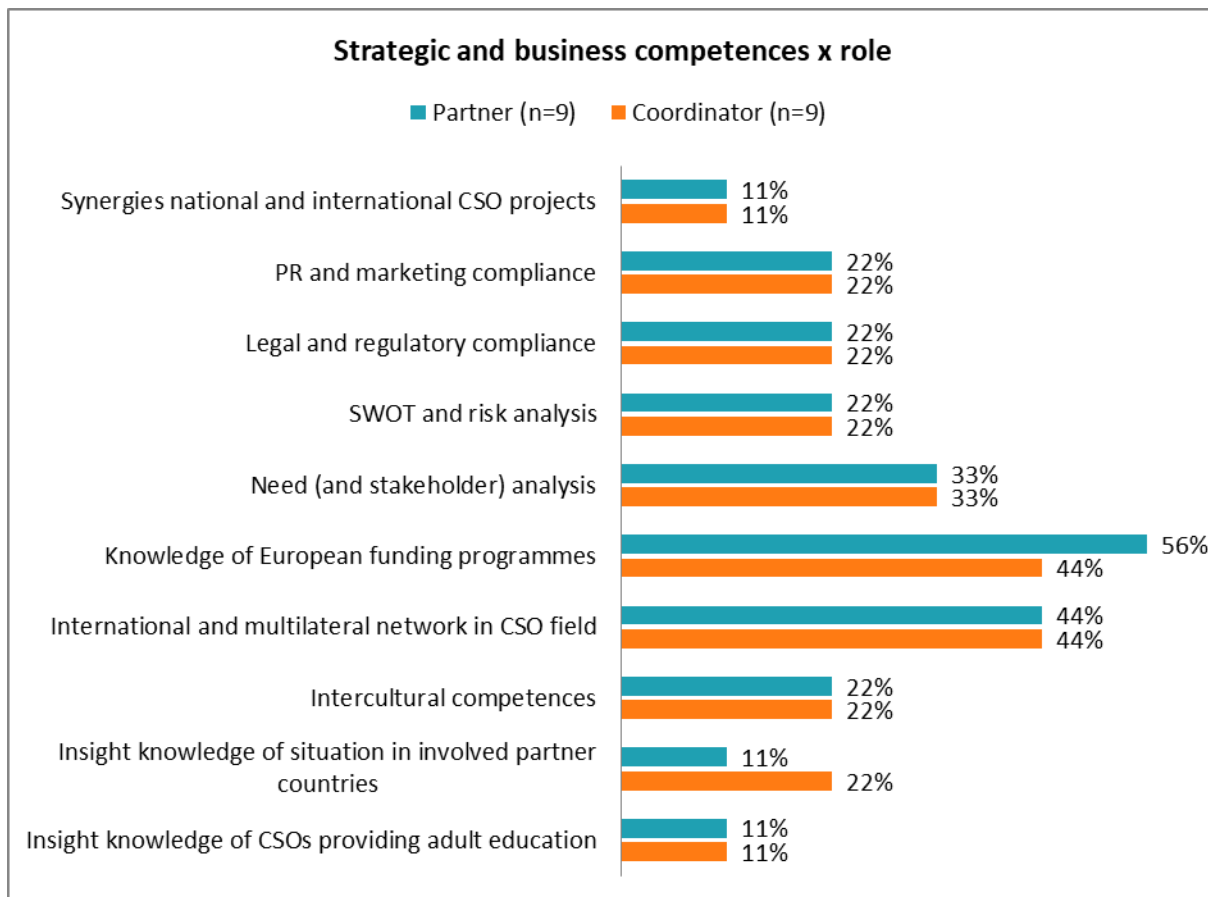 Strategic and business competences x role
Partner (n=9) Coordinator (n=9)
Synergies national and international CSO projects
11%
11%
PR and marketing compliance
22%
22%
Legal and regulatory compliance
22%
22%
SWOT and risk analysis
22%
22%
Need (and stakeholder) analysis
33%
33%
Knowledge of European funding programmes
56%
44%
International and multilateral network in CSO field
44%
44%
Intercultural competences
22%
22%
Insight knowledge of situation in involved partner
countries
11%
22%
Insight knowledge of CSOs providing adult education
11%
11%